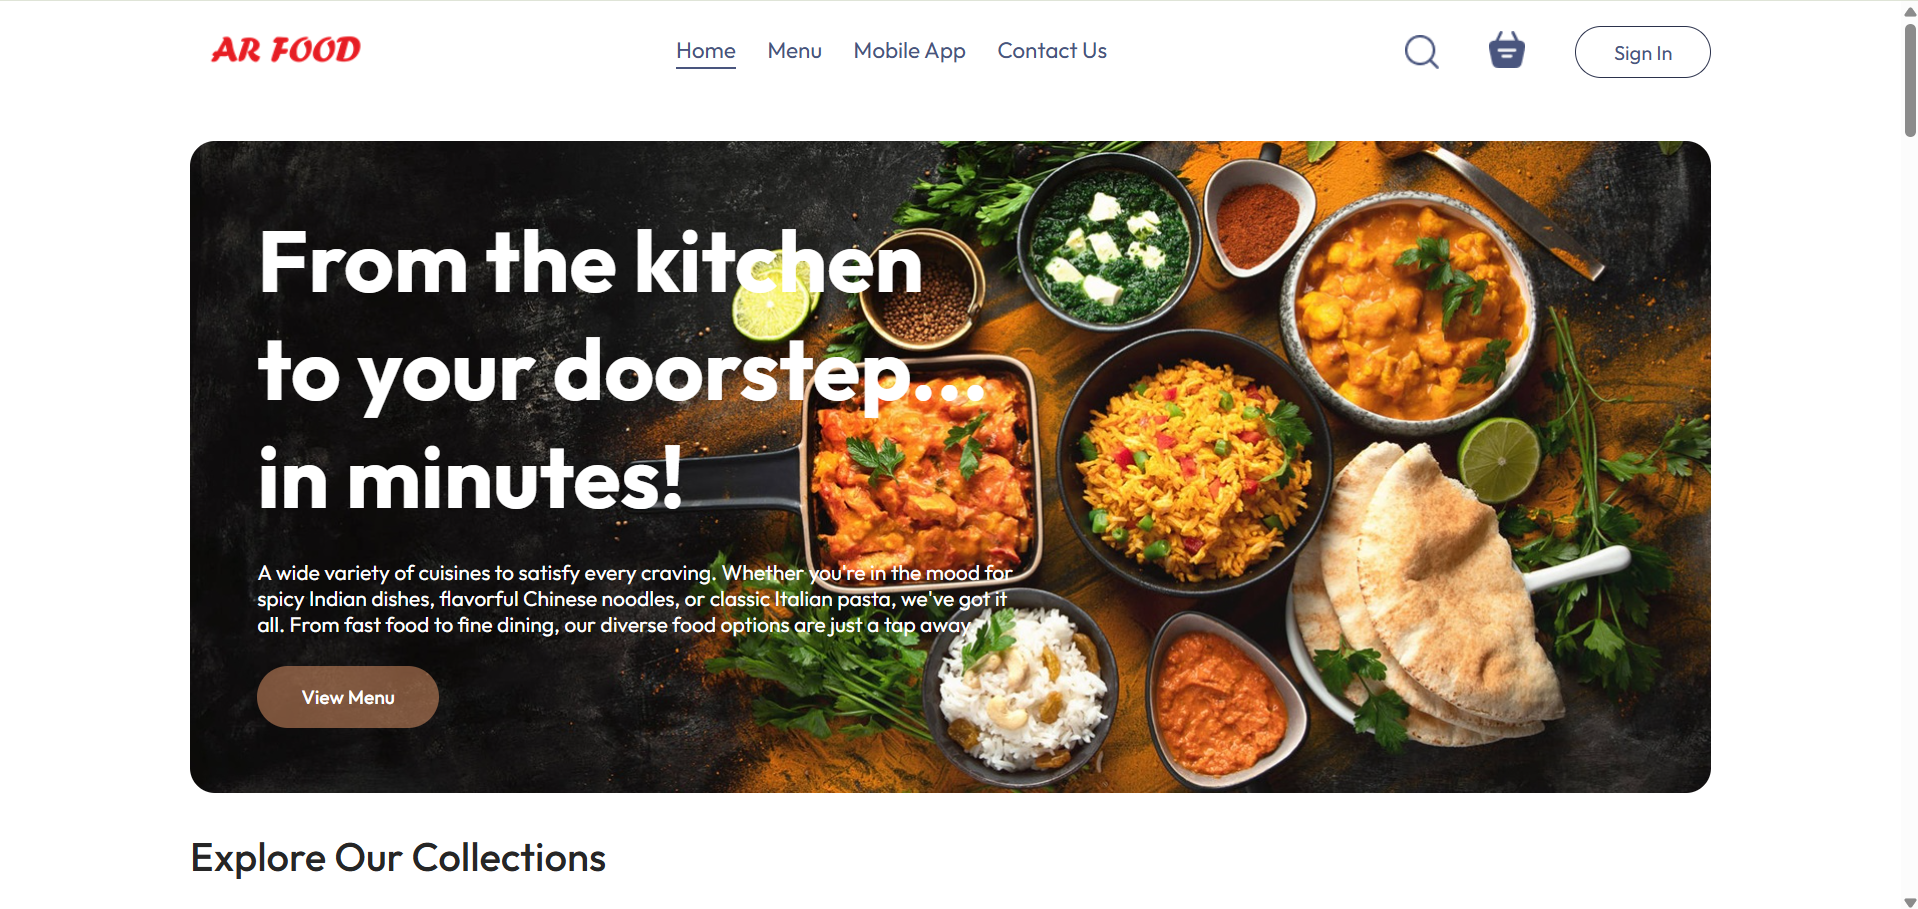 AR FOOD
Home
Menu
Mobile App
Contact Us
Sign In
From the kitchen
to your doorstep...
in minutes!
A wide variety of cuisines to satisfy every craving. Whether you're in the mood for
spicy Indian dishes, flavorful Chinese noodles, or classic Italian pasta, we've got it
all. From fast food to fine dining, our diverse food options are just a tap away.
View Menu
Explore Our Collections